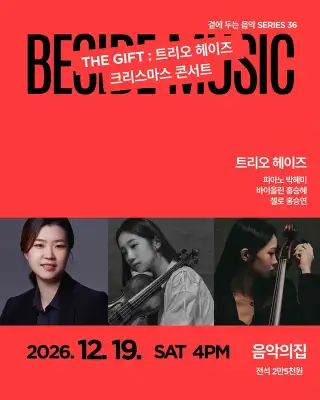 곁에 두는 음악 SERIES 36
BECIDE MUSIC
THE GIFT : 트리오 헤이즈
크리스마스 콘서트
트리오 헤이즈
피아노 박혜미
바이올린 홍승혜
첼로 홍승연
2026. 12. 19. SAT 4PM
음악의집
전석 2만5천원